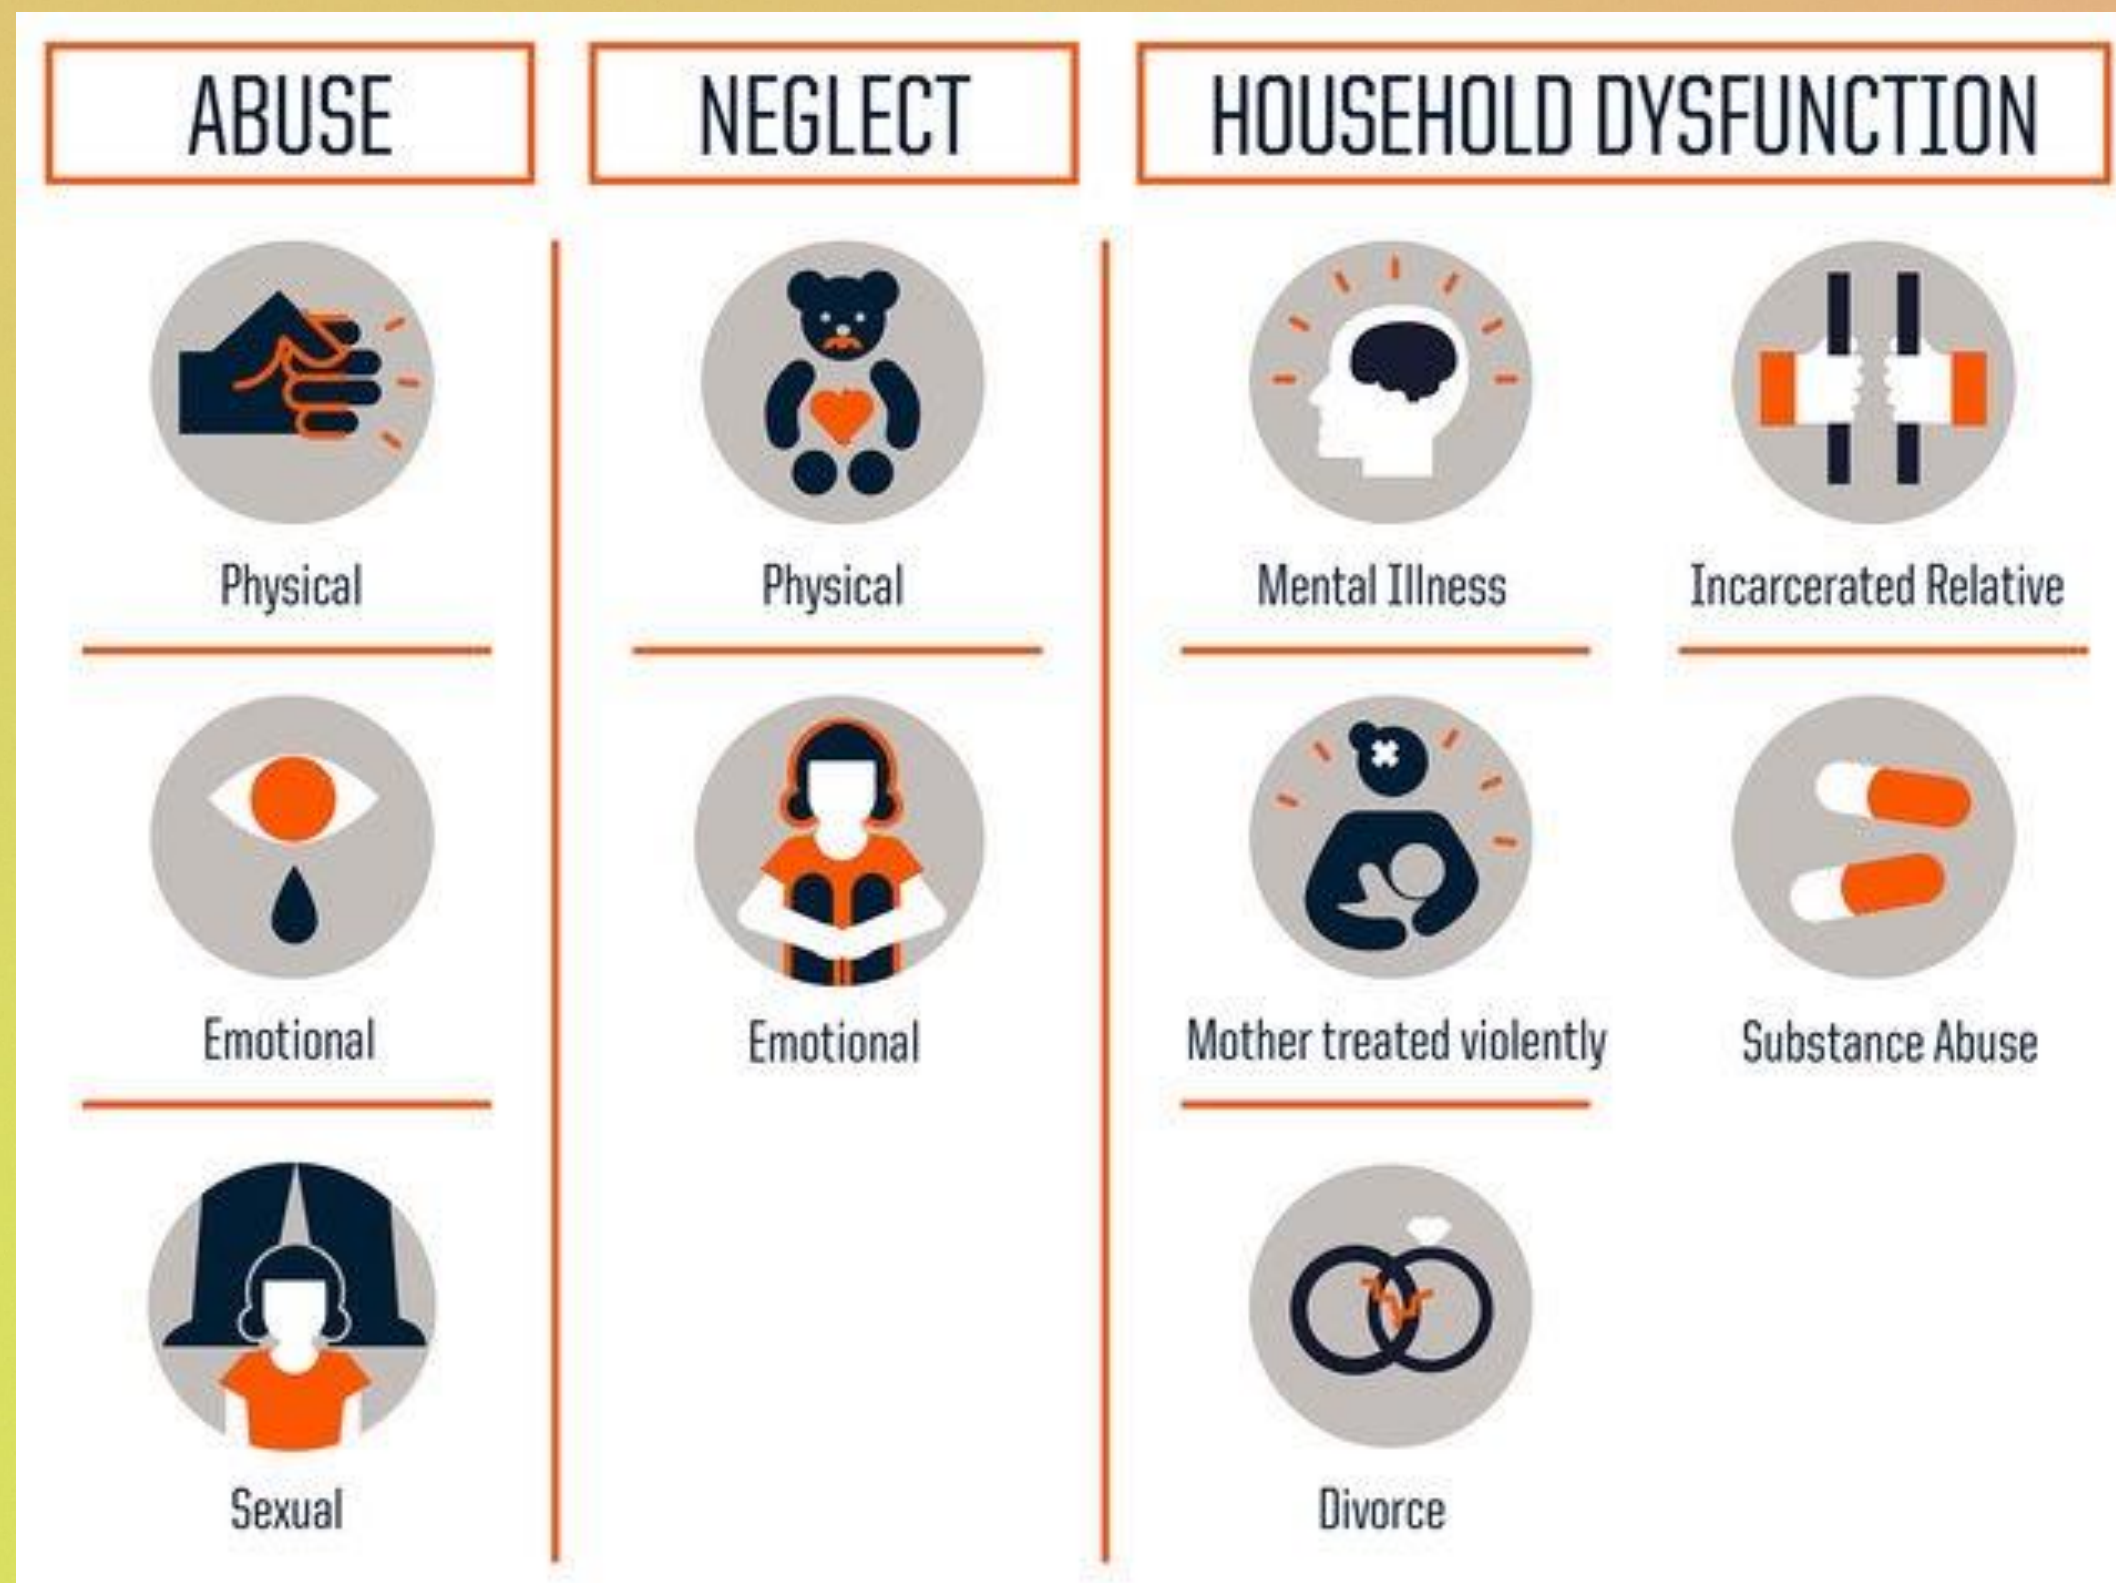 ABUSE
NEGLECT
HOUSEHOLD DYSFUNCTION
Physical
Physical
Mental Illness
Incarcerated Relative
Emotional
Emotional
Mother treated violently
Substance Abuse
Sexual
Divorce